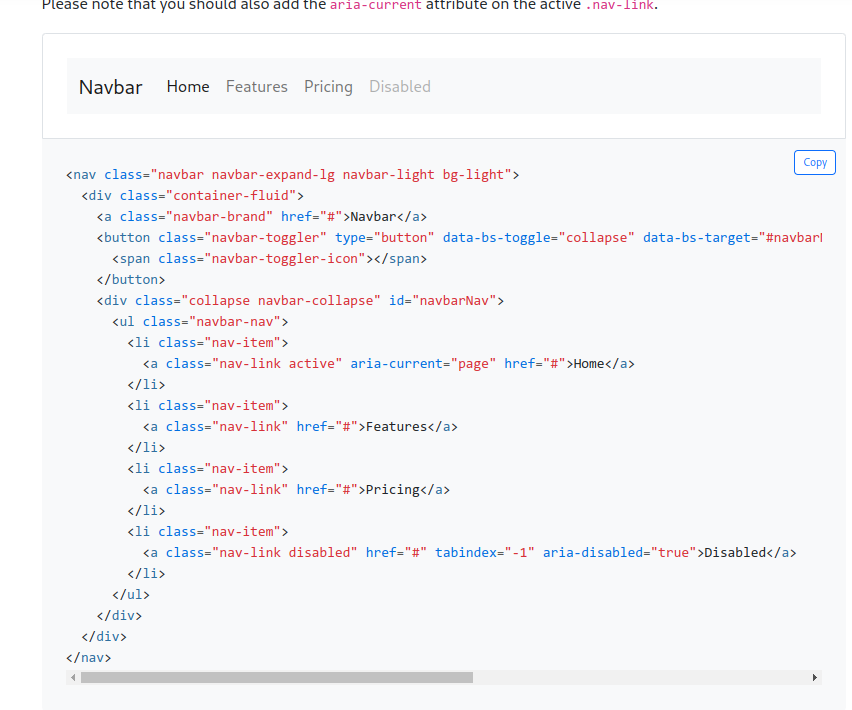 Please note that you should also add the aria-current attribute on the active .nav-link.
Navbar Home Features Pricing Disabled
Copy
<nav class="navbar navbar-expand-lg navbar-light bg-light">
  <div class="container-fluid">
    <a class="navbar-brand" href="#">Navbar</a>
    <button class="navbar-toggler" type="button" data-bs-toggle="collapse" data-bs-target="#navbar
      <span class="navbar-toggler-icon"></span>
    </button>
    <div class="collapse navbar-collapse" id="navbarNav">
      <ul class="navbar-nav">
        <li class="nav-item">
          <a class="nav-link active" aria-current="page" href="#">Home</a>
        </li>
        <li class="nav-item">
          <a class="nav-link" href="#">Features</a>
        </li>
        <li class="nav-item">
          <a class="nav-link" href="#">Pricing</a>
        </li>
        <li class="nav-item">
          <a class="nav-link disabled" href="#" tabindex="-1" aria-disabled="true">Disabled</a>
        </li>
      </ul>
    </div>
  </div>
</nav>